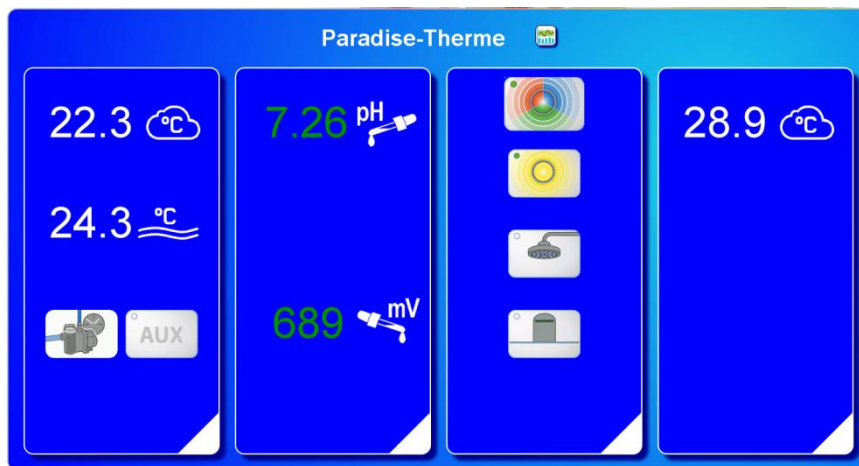 Paradise-Therme
22.3 °C
24.3 °C
AUX
7.26 pH
689 mV
28.9 °C